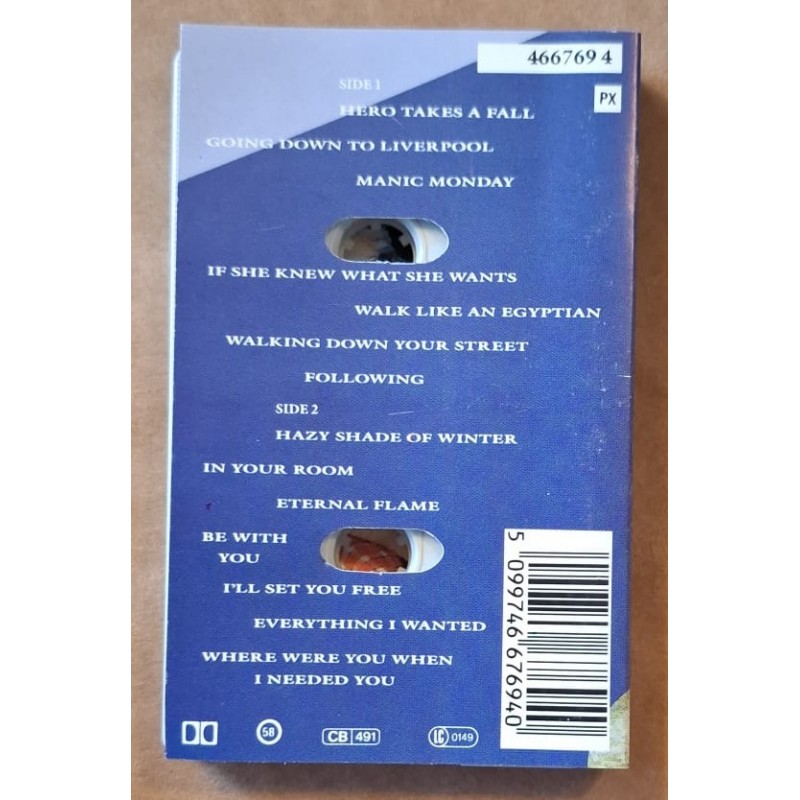 466769 4
PX
SIDE 1
HERO TAKES A FALL
GOING DOWN TO LIVERPOOL
MANIC MONDAY
IF SHE KNEW WHAT SHE WANTS
WALK LIKE AN EGYPTIAN
WALKING DOWN YOUR STREET
FOLLOWING
SIDE 2
HAZY SHADE OF WINTER
IN YOUR ROOM
ETERNAL FLAME
BE WITH
YOU
I'LL SET YOU FREE
EVERYTHING I WANTED
WHERE WERE YOU WHEN
I NEEDED YOU
5 099746 676940
58
CB 491
LC 0149